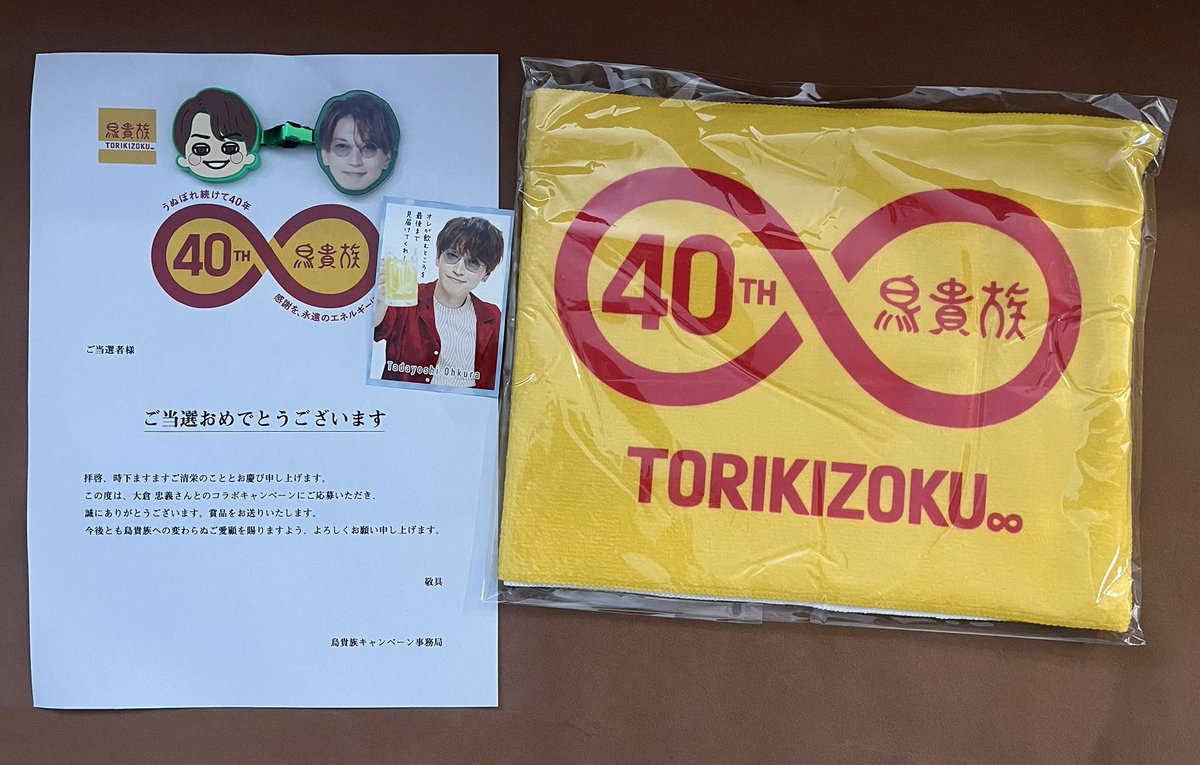 鳥貴族
TORIKIZOKU∞
うぬぼれ続けて40年
40TH 鳥貴族
感謝を、永遠のエネルギーに
オレが飲むところを
最後まで
見届けてくれ!
Tadayoshi Ohkura
ご当選者様
ご当選おめでとうございます
拝啓、時下ますますご清栄のこととお慶び申し上げます。
この度は、大倉 忠義さんとのコラボキャンペーンにご応募いただき、
誠にありがとうございます。賞品をお送りいたします。
今後とも鳥貴族への変わらぬご愛顧を賜りますよう、よろしくお願い申し上げます。
敬具
鳥貴族キャンペーン事務局
40TH 鳥貴族
TORIKIZOKU∞